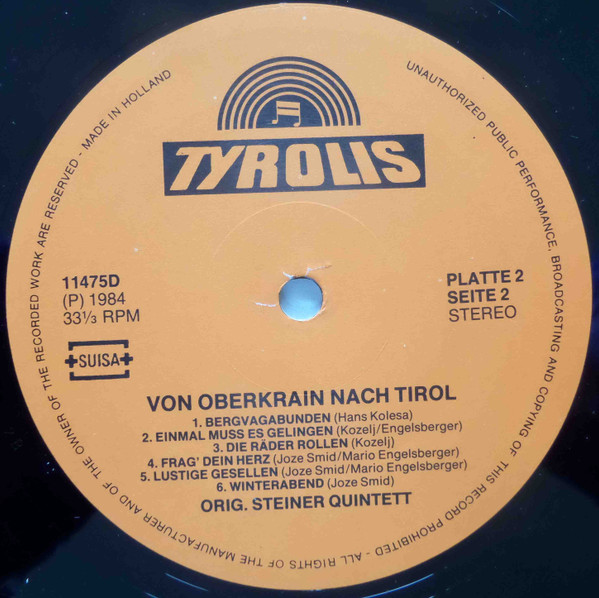 TYROLIS
11475D
(P) 1984
33⅓ RPM
SUISA
PLATTE 2
SEITE 2
STEREO
VON OBERKRAIN NACH TIROL
1. BERGVAGABUNDEN (Hans Kolesa)
2. EINMAL MUSS ES GELINGEN (Kozelj/Engelsberger)
3. DIE RÄDER ROLLEN (Kozelj)
4. FRAG' DEIN HERZ (Joze Smid/Mario Engelsberger)
5. LUSTIGE GESELLEN (Joze Smid/Mario Engelsberger)
6. WINTERABEND (Joze Smid)
ORIG. STEINER QUINTETT
UNAUTHORIZED PUBLIC PERFORMANCE, BROADCASTING AND COPYING OF THIS RECORD PROHIBITED - ALL RIGHTS OF THE MANUFACTURER AND OF THE OWNER OF THE RECORDED WORK ARE RESERVED - MADE IN HOLLAND